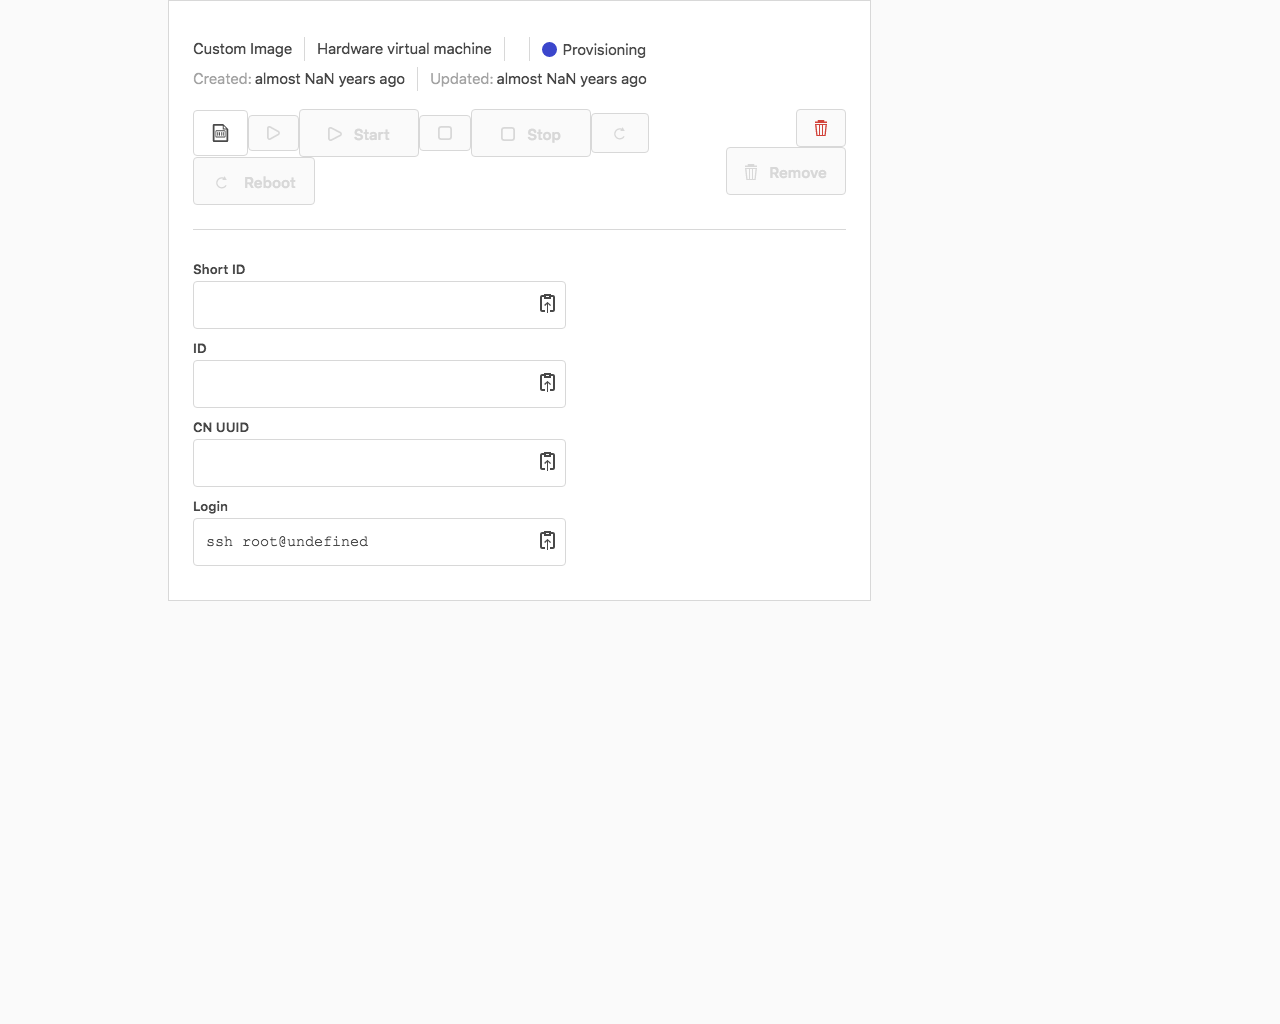 Custom Image Hardware virtual machine Provisioning
Created: almost NaN years ago Updated: almost NaN years ago
Start Stop
Reboot
Remove
Short ID
ID
CN UUID
Login
ssh root@undefined